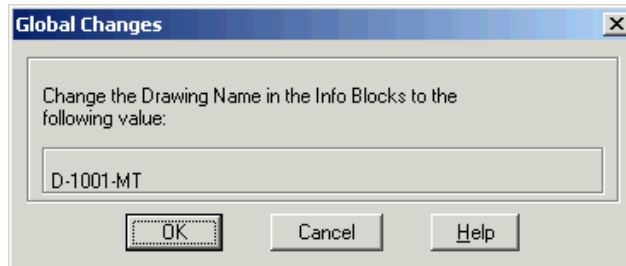 Global Changes
Change the Drawing Name in the Info Blocks to the
following value:
D-1001-MT
OK Cancel Help